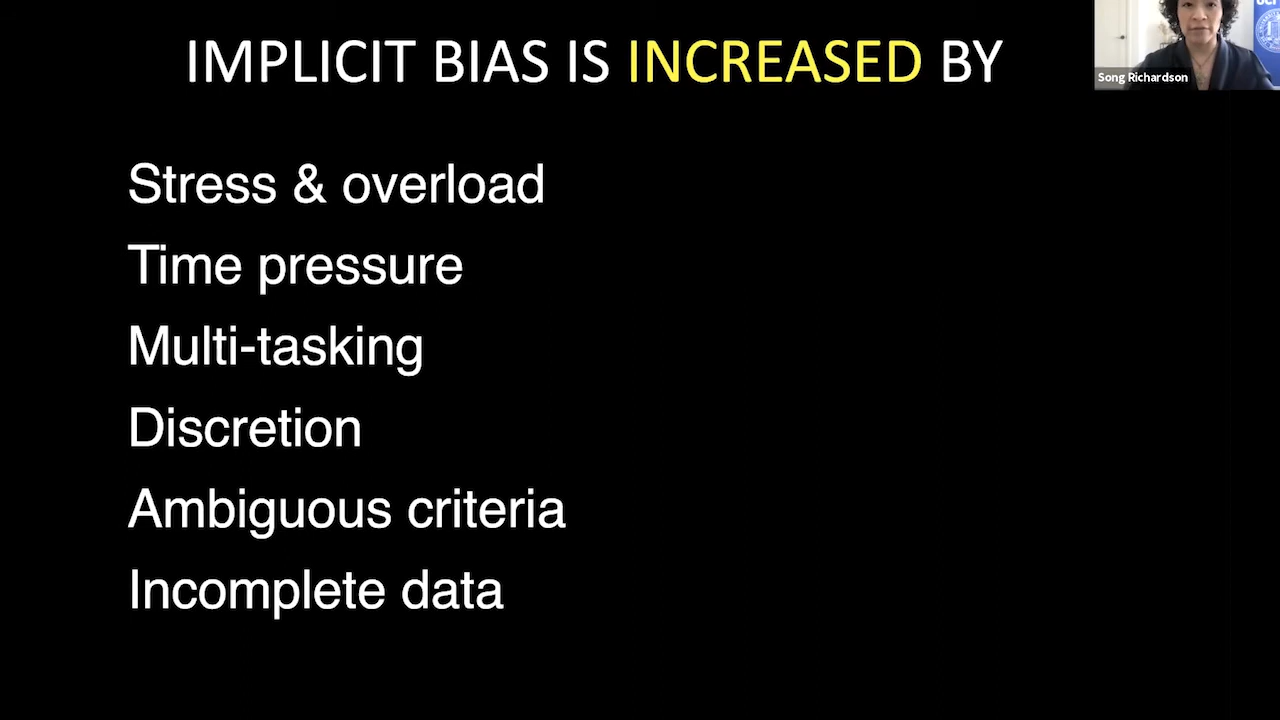 IMPLICIT BIAS IS INCREASED BY
Song Richardson
Stress & overload
Time pressure
Multi-tasking
Discretion
Ambiguous criteria
Incomplete data